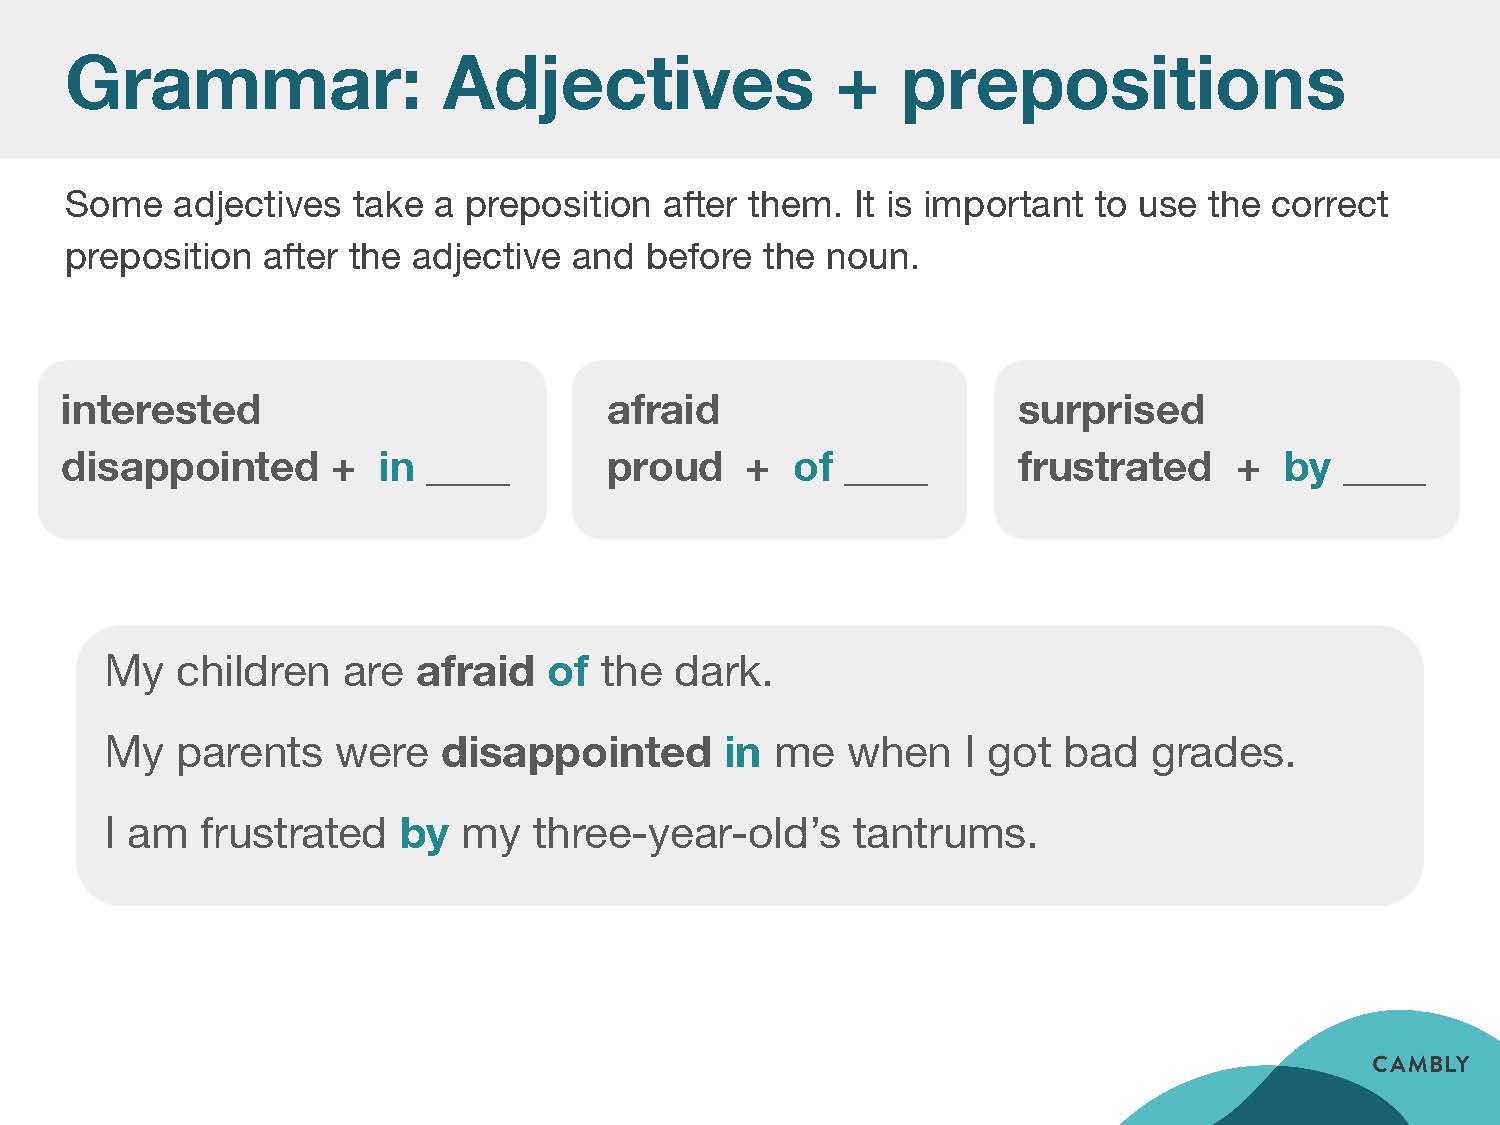 Grammar: Adjectives + prepositions
Some adjectives take a preposition after them. It is important to use the correct
preposition after the adjective and before the noun.
interested
disappointed + in ____
afraid
proud + of ____
surprised
frustrated + by ____
My children are afraid of the dark.
My parents were disappointed in me when I got bad grades.
I am frustrated by my three-year-old’s tantrums.
CAMBLY